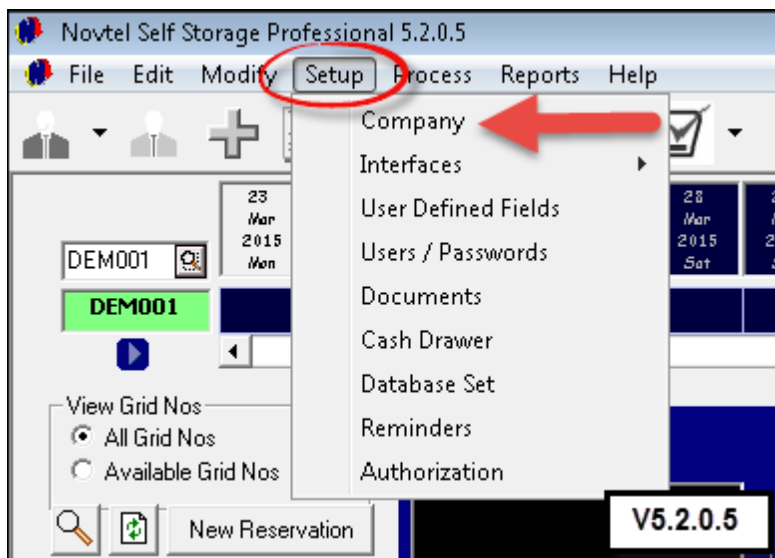 Novtel Self Storage Professional 5.2.0.5
File Edit Modify Setup Process Reports Help
Company
Interfaces
User Defined Fields
Users / Passwords
Documents
Cash Drawer
Database Set
Reminders
Authorization
23
Mar
2015
Mon
28
Mar
2015
Sat
DEM001
DEM001
View Grid Nos
All Grid Nos
Available Grid Nos
New Reservation
V5.2.0.5